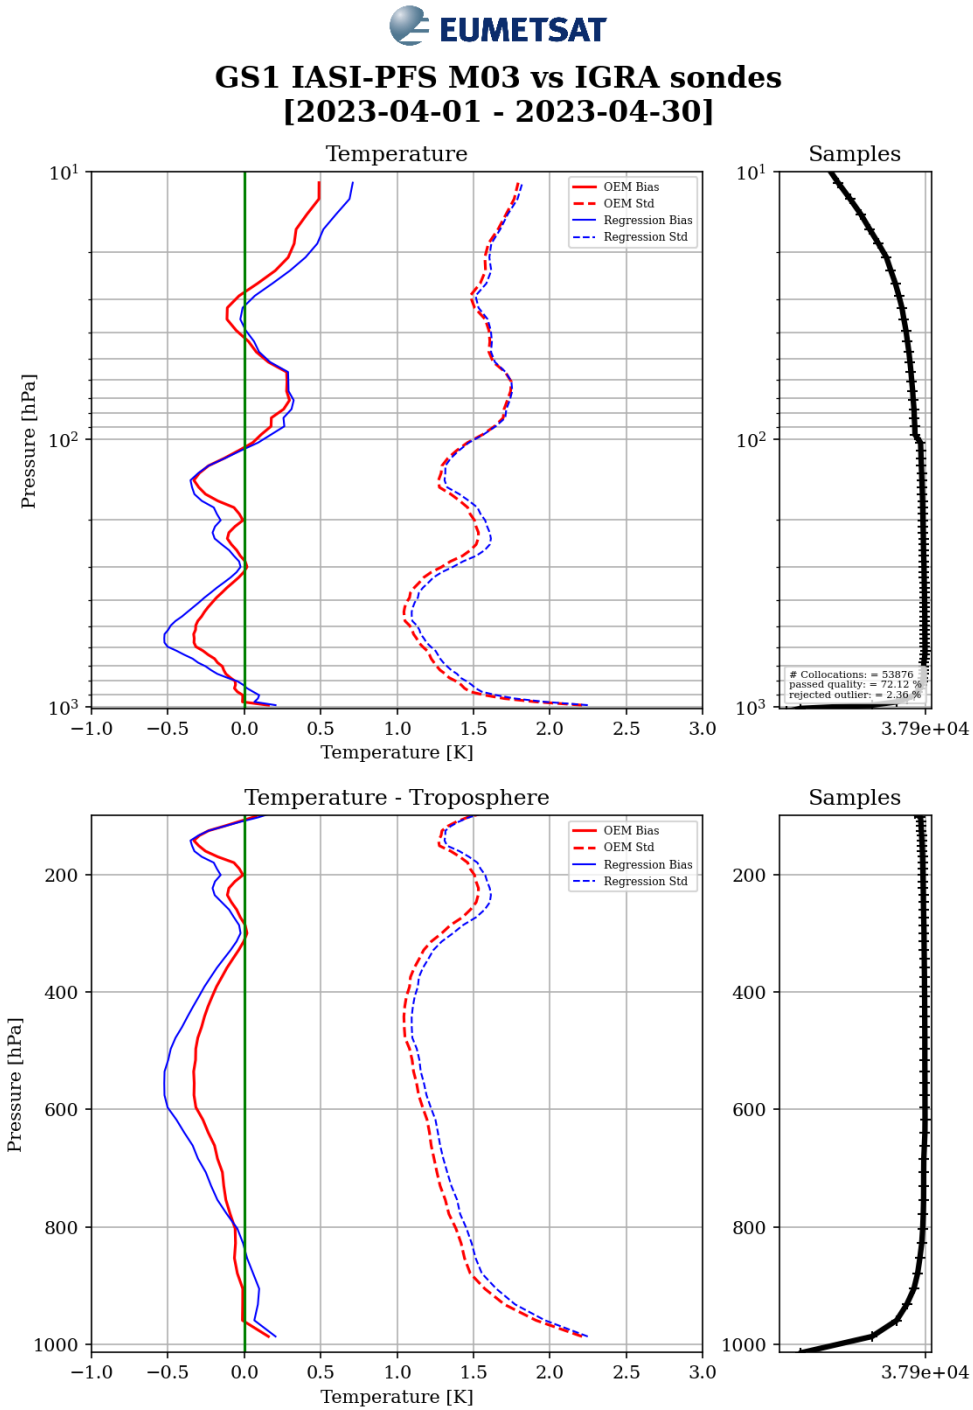 EUMETSAT
GS1 IASI-PFS M03 vs IGRA sondes
[2023-04-01 - 2023-04-30]
Temperature
Samples
OEM Bias
OEM Std
Regression Bias
Regression Std
10¹
10²
10³
Pressure [hPa]
−1.0 −0.5 0.0 0.5 1.0 1.5 2.0 2.5 3.0
Temperature [K]
10¹
10²
10³
# Collocations: = 53876
passed quality: = 72.12 %
rejected outlier: = 2.36 %
3.79e+04
Temperature - Troposphere
Samples
OEM Bias
OEM Std
Regression Bias
Regression Std
200
400
600
800
1000
Pressure [hPa]
−1.0 −0.5 0.0 0.5 1.0 1.5 2.0 2.5 3.0
Temperature [K]
200
400
600
800
1000
3.79e+04